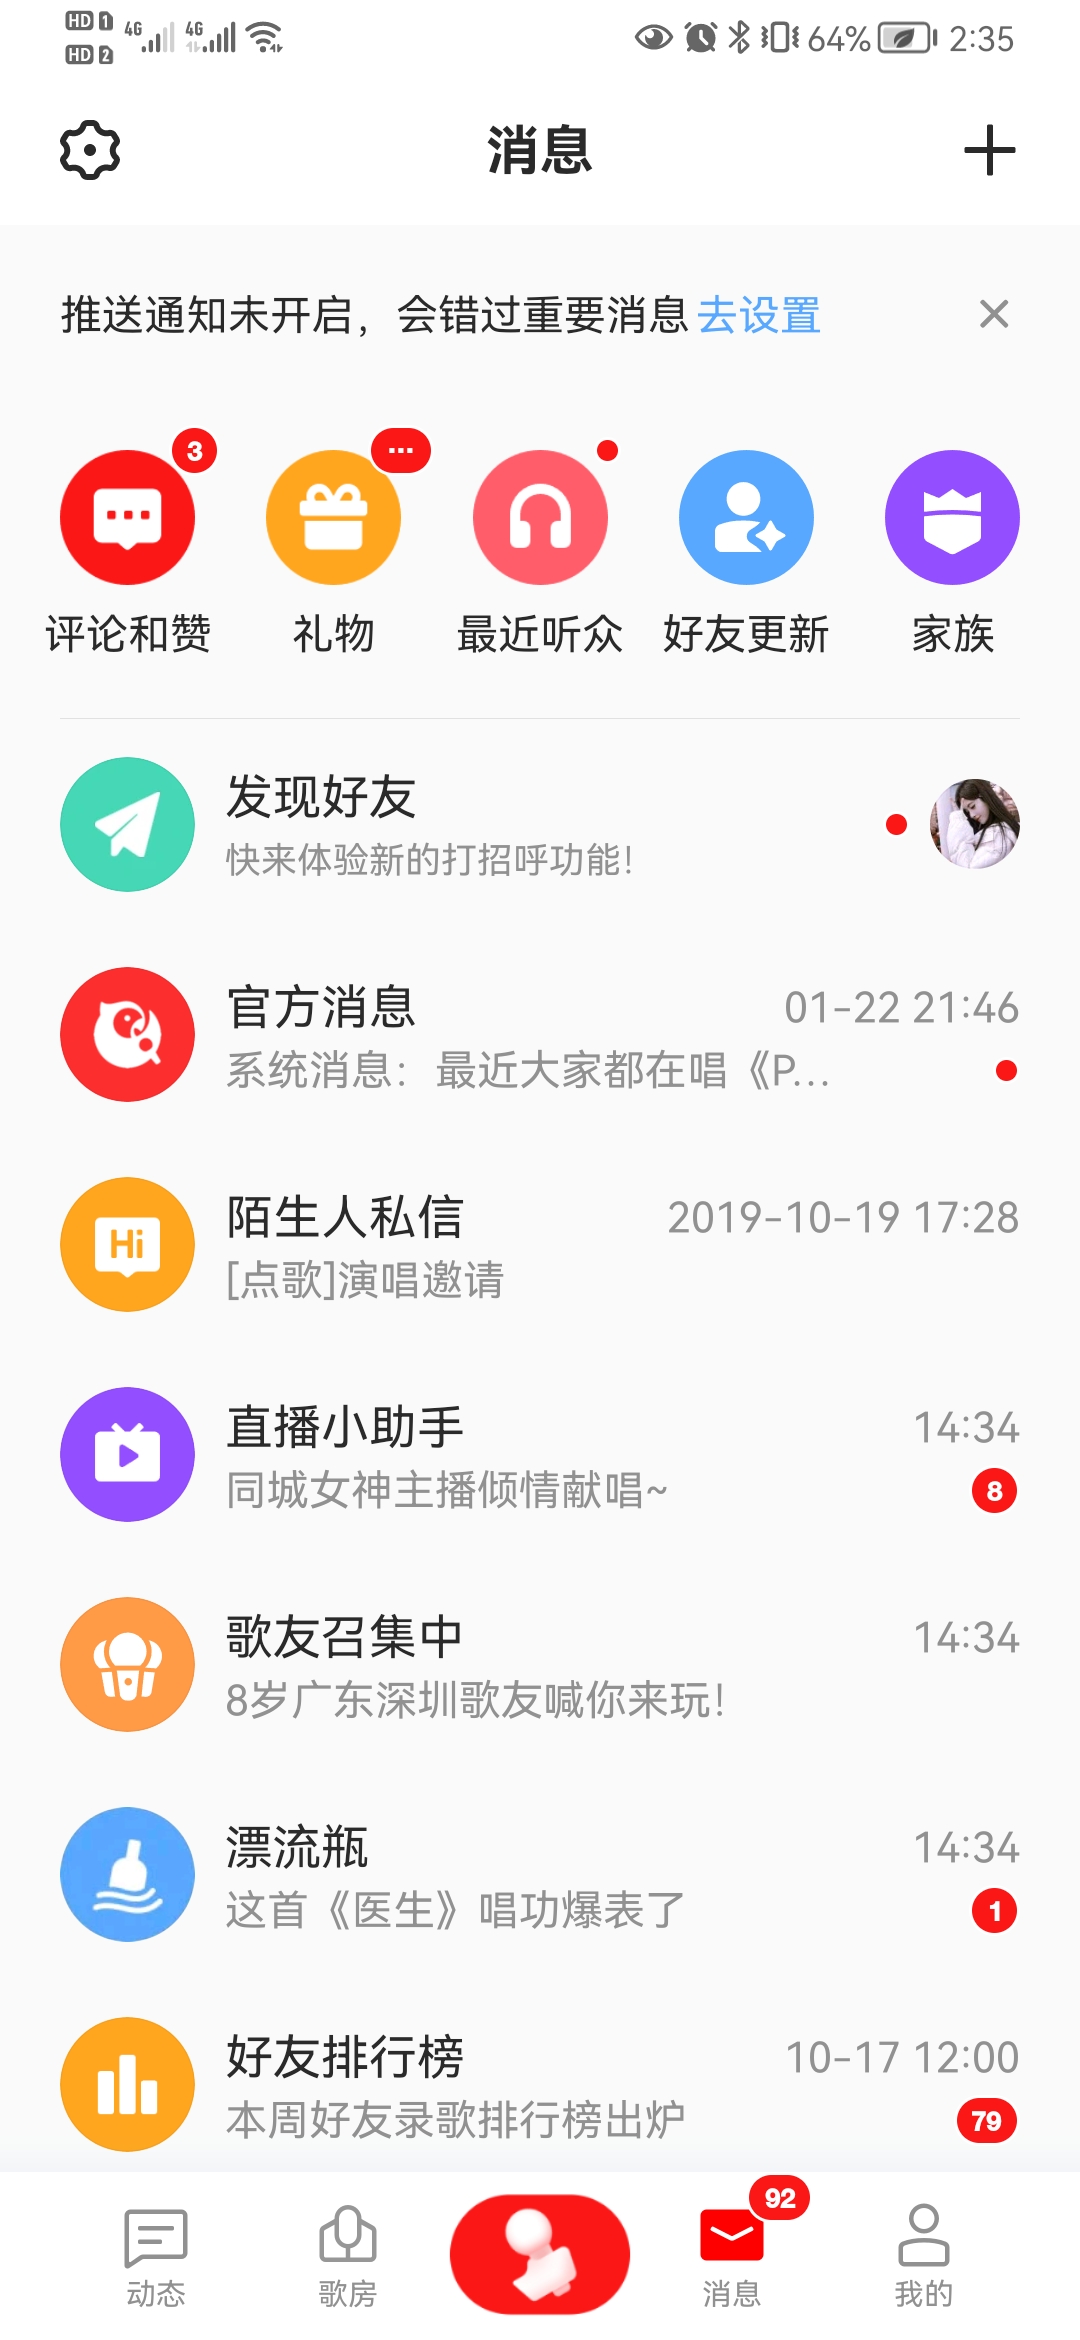 HD 1 4G 4G 64% 2:35
HD 2
消息
推送通知未开启，会错过重要消息 去设置
3 ...
评论和赞 礼物 最近听众 好友更新 家族
发现好友
快来体验新的打招呼功能！
官方消息 01-22 21:46
系统消息：最近大家都在唱《P...
陌生人私信 2019-10-19 17:28
Hi
[点歌]演唱邀请
直播小助手 14:34
同城女神主播倾情献唱~ 8
歌友召集中 14:34
8岁广东深圳歌友喊你来玩！
漂流瓶 14:34
这首《医生》唱功爆表了 1
好友排行榜 10-17 12:00
本周好友录歌排行榜出炉 79
92
动态 歌房 消息 我的